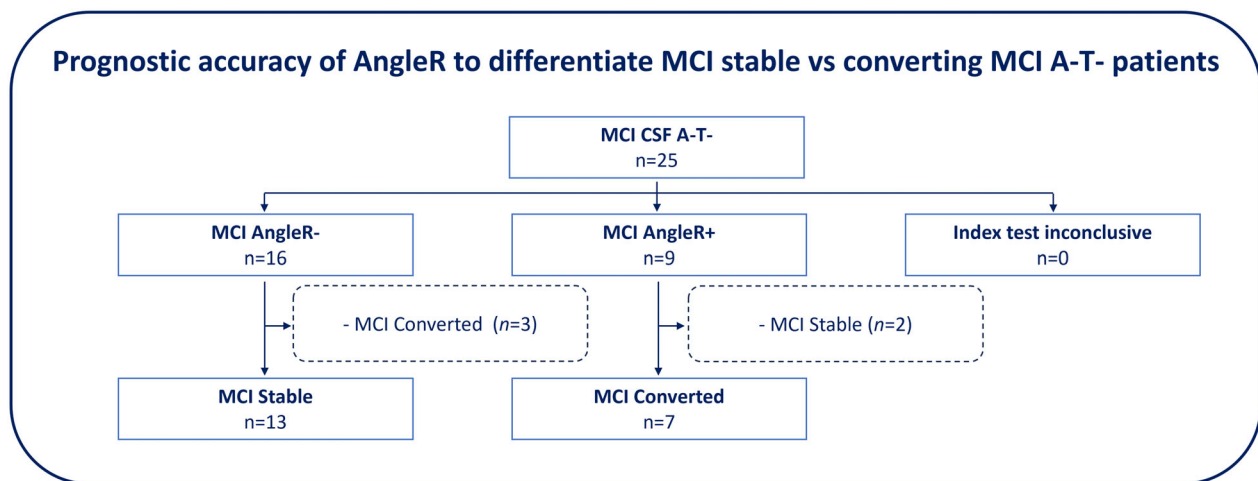 Prognostic accuracy of AngleR to differentiate MCI stable vs converting MCI A-T- patients
MCI CSF A-T-
n=25
MCI AngleR-
n=16
MCI AngleR+
n=9
Index test inconclusive
n=0
- MCI Converted (n=3)
- MCI Stable (n=2)
MCI Stable
n=13
MCI Converted
n=7